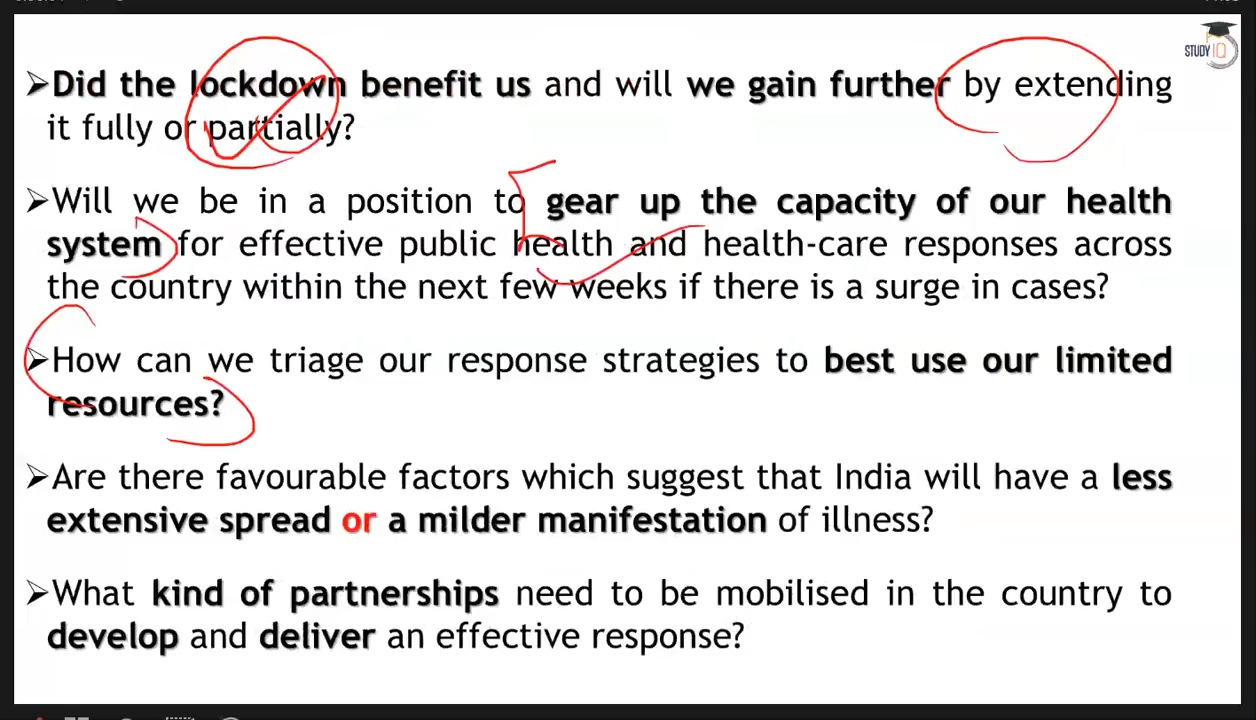 STUDY IQ
➢Did the lockdown benefit us and will we gain further by extending
it fully or partially?
➢Will we be in a position to gear up the capacity of our health
system for effective public health and health-care responses across
the country within the next few weeks if there is a surge in cases?
➢How can we triage our response strategies to best use our limited
resources?
➢Are there favourable factors which suggest that India will have a less
extensive spread or a milder manifestation of illness?
➢What kind of partnerships need to be mobilised in the country to
develop and deliver an effective response?